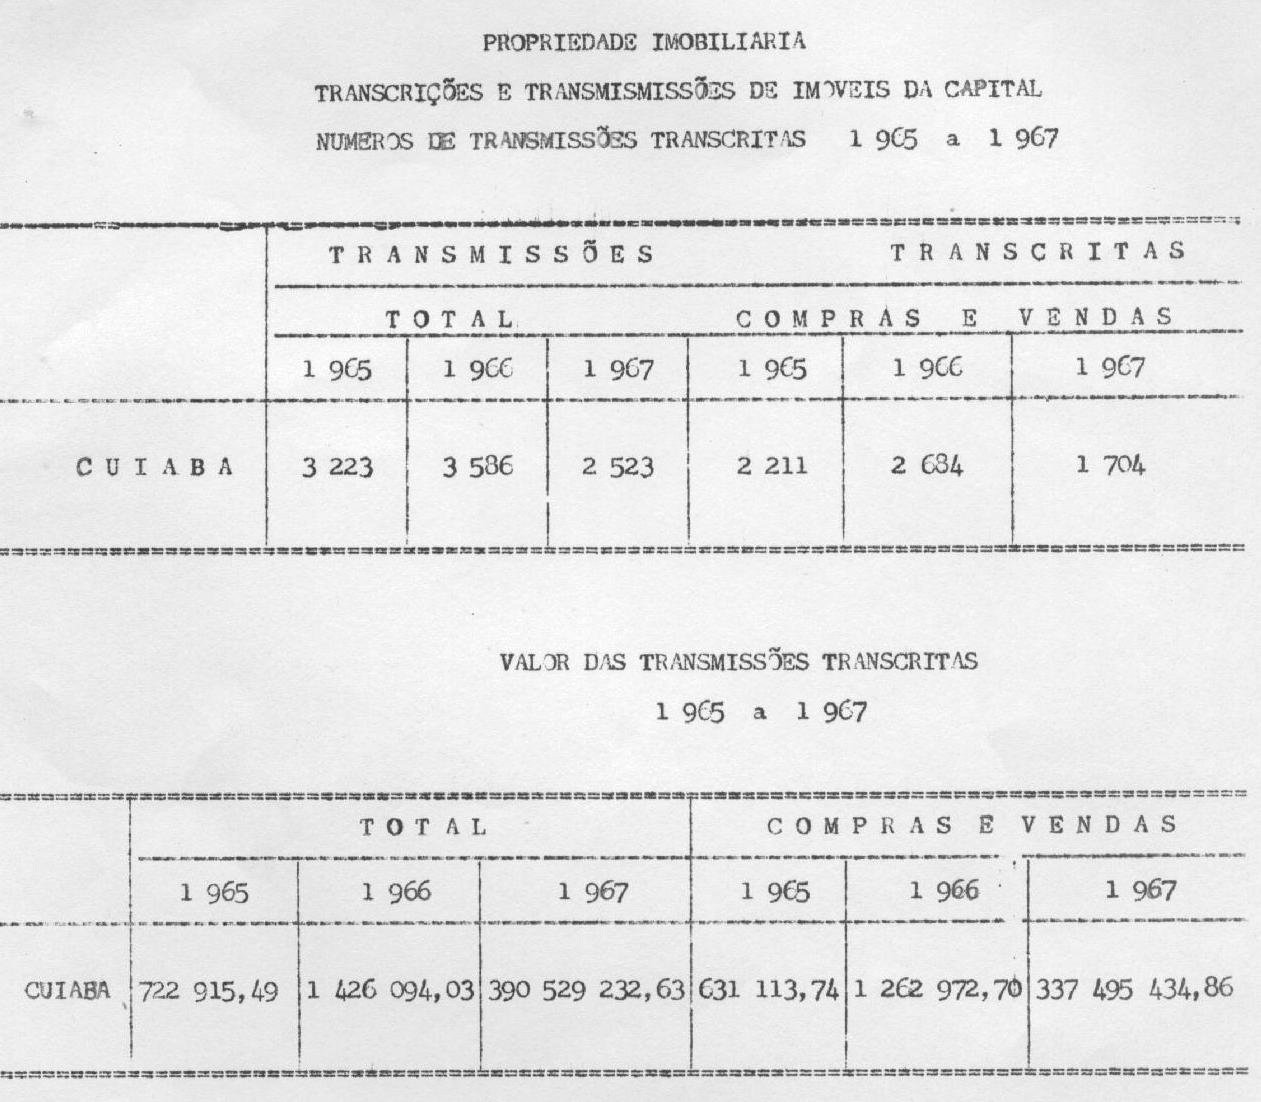 PROPRIEDADE IMOBILIARIA
TRANSCRIÇÕES E TRANSMISMISSÕES DE IMOVEIS DA CAPITAL
NUMEROS DE TRANSMISSÕES TRANSCRITAS 1 965 a 1 967
TRANSMISSÕES TRANSCRITAS
TOTAL COMPRAS E VENDAS
1 965 1 966 1 967 1 965 1 966 1 967
CUIABA 3 223 3 586 2 523 2 211 2 684 1 704
VALOR DAS TRANSMISSÕES TRANSCRITAS
1 965 a 1 967
TOTAL COMPRAS E VENDAS
1 965 1 966 1 967 1 965 1 966 1 967
CUIABA 722 915,49 1 426 094,03 390 529 232,63 631 113,74 1 262 972,70 337 495 434,86